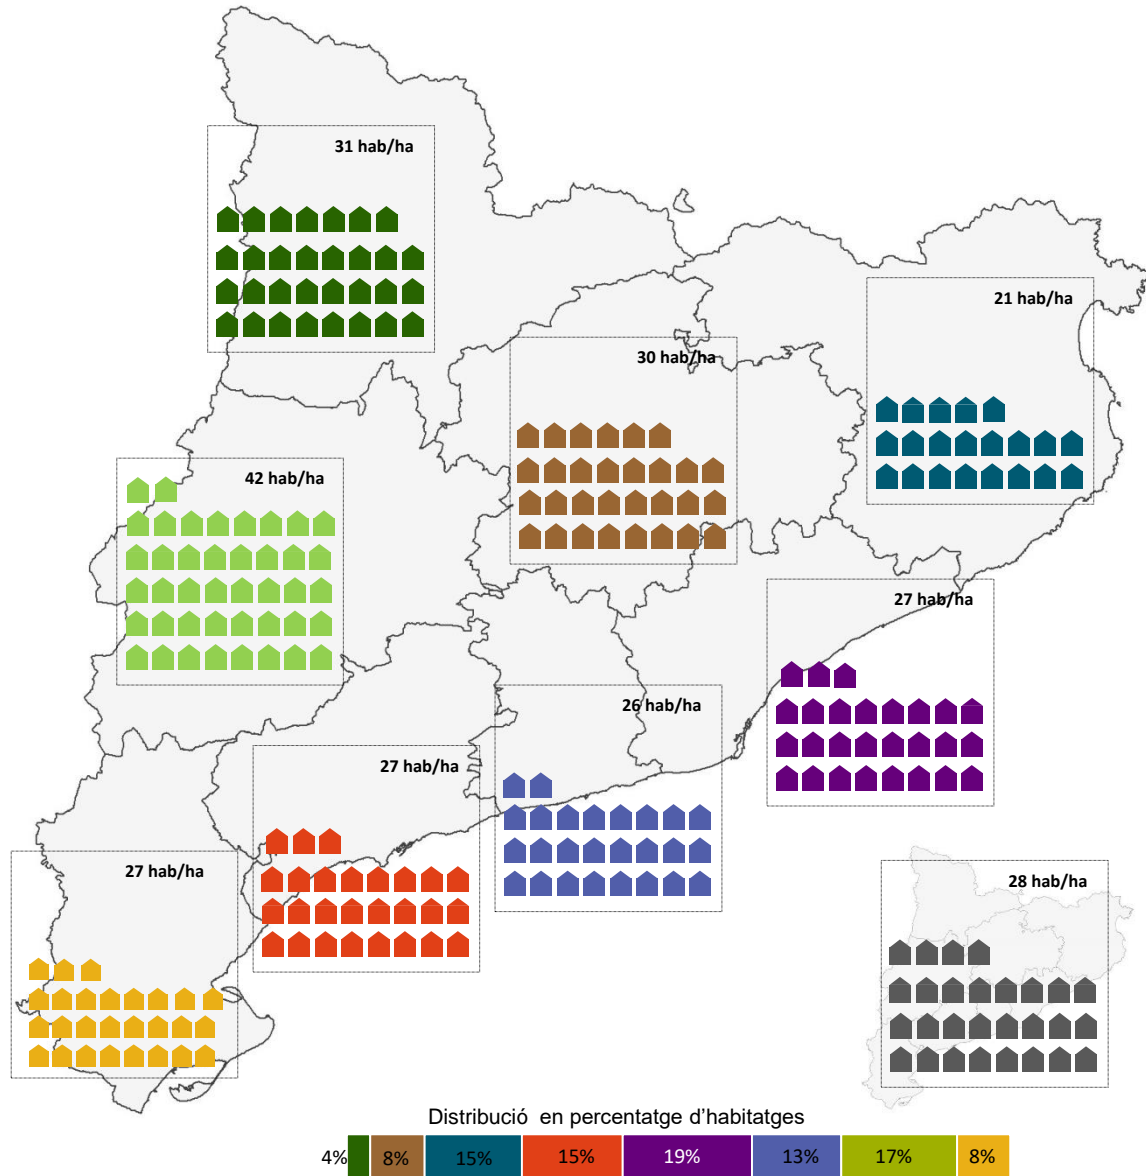 31 hab/ha
21 hab/ha
30 hab/ha
42 hab/ha
27 hab/ha
26 hab/ha
27 hab/ha
27 hab/ha
28 hab/ha
Distribució en percentatge d'habitatges
4% 8% 15% 15% 19% 13% 17% 8%